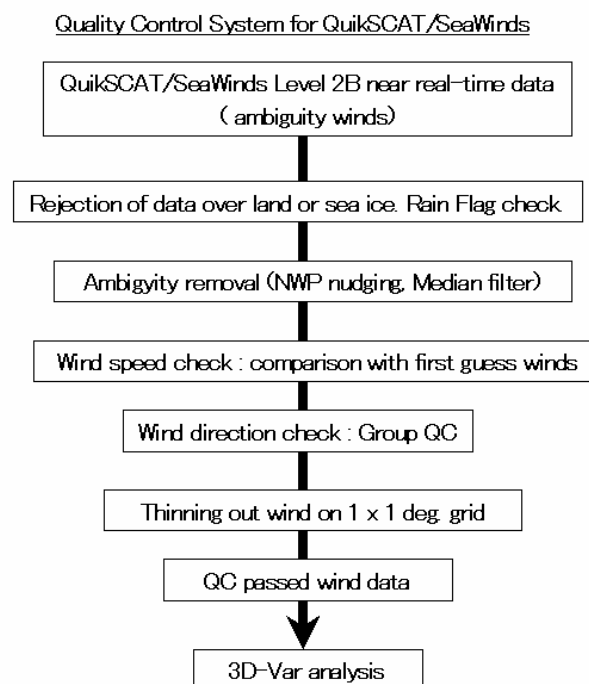 Quality Control System for QuikSCAT/SeaWinds
QuikSCAT/SeaWinds Level 2B near real-time data
( ambiguity winds)
Rejection of data over land or sea ice. Rain Flag check
Ambigyity removal (NWP nudging, Median filter)
Wind speed check : comparison with first guess winds
Wind direction check : Group QC
Thinning out wind on 1 x 1 deg. grid
QC passed wind data
3D-Var analysis